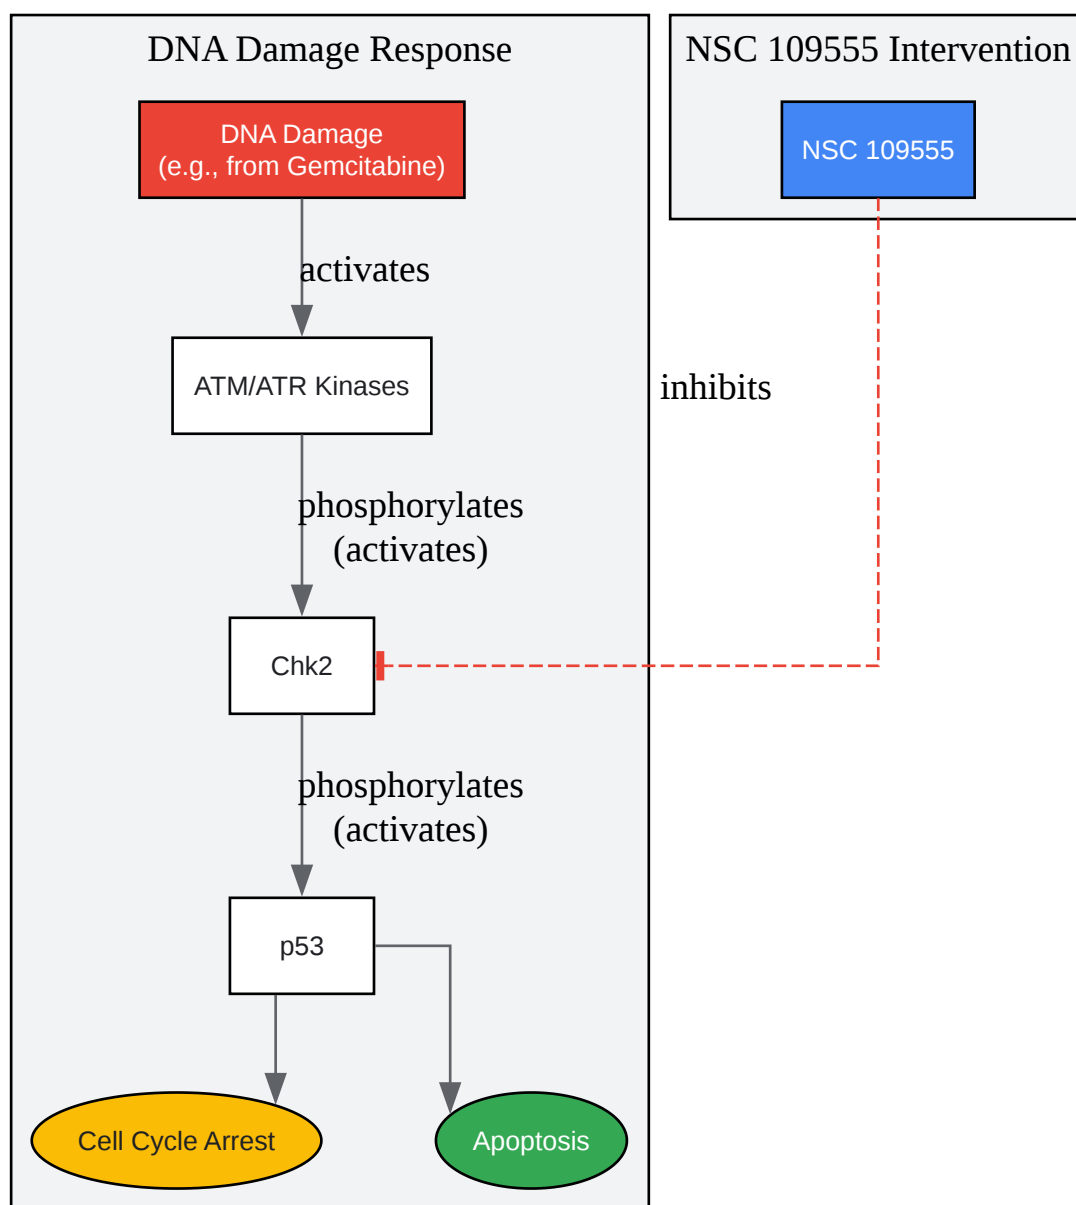 DNA Damage Response
NSC 109555 Intervention
DNA Damage
(e.g., from Gemcitabine)
NSC 109555
activates
ATM/ATR Kinases
inhibits
phosphorylates
(activates)
Chk2
phosphorylates
(activates)
p53
Cell Cycle Arrest
Apoptosis